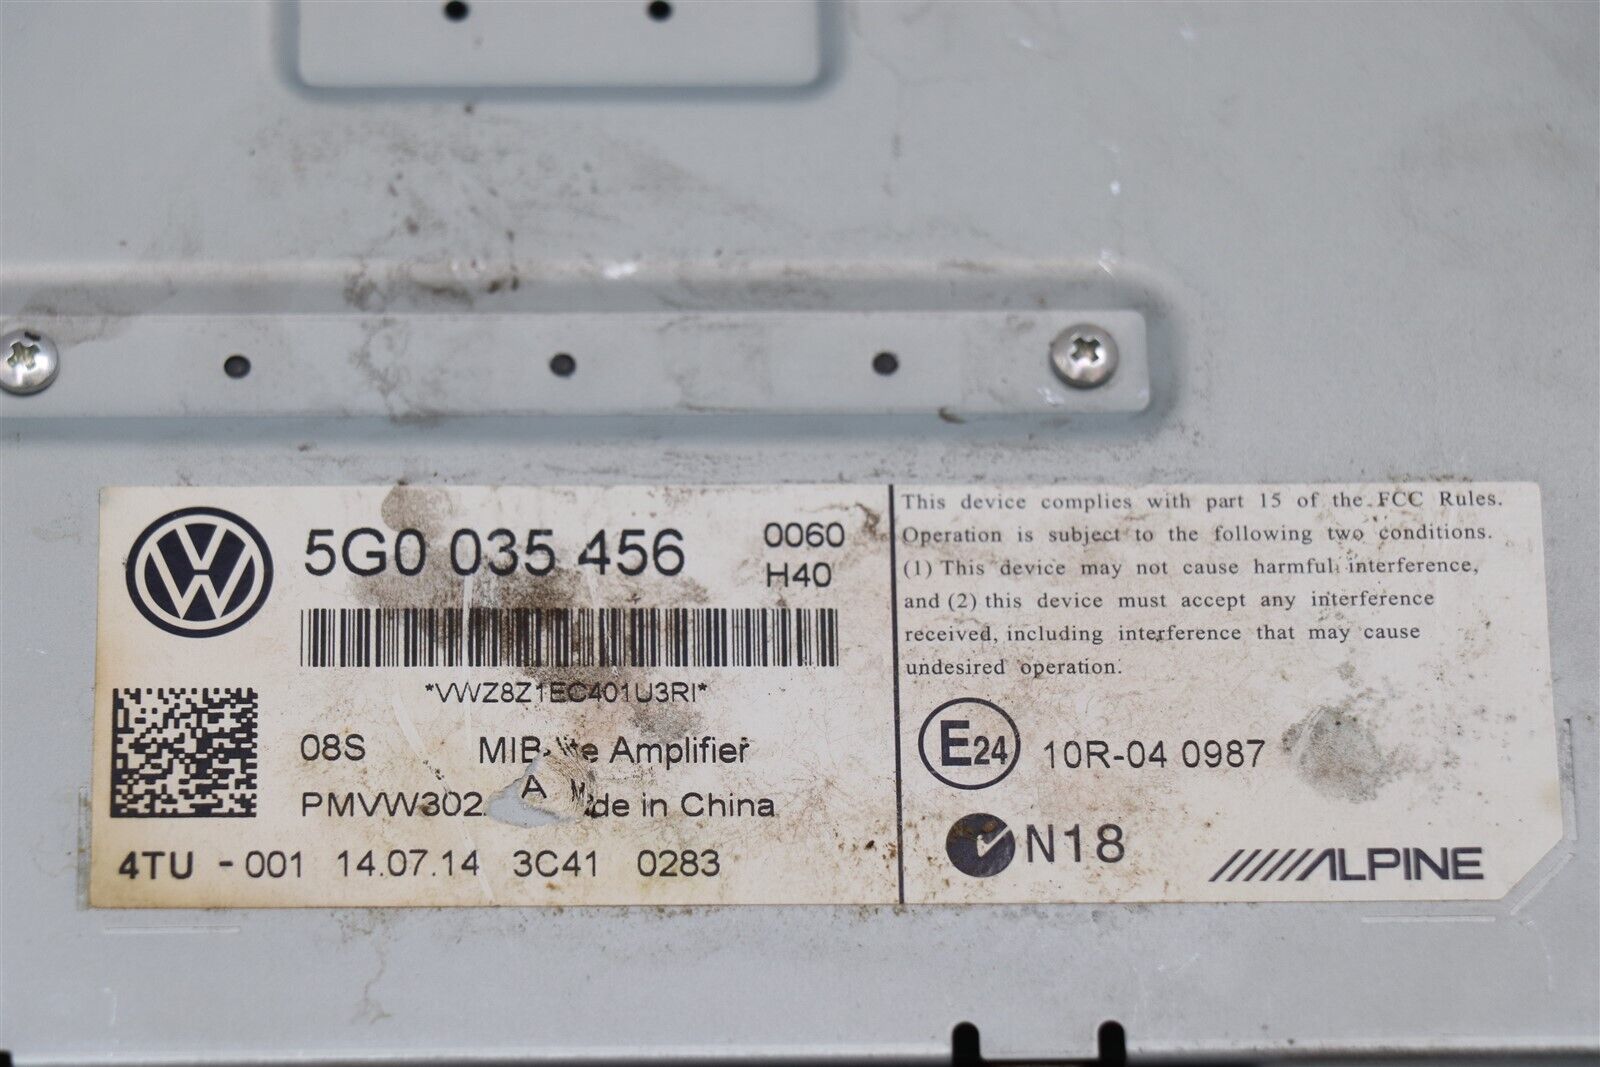 5G0 035 456
0060
H40
*VWZ8Z1EC401U3RI*
08S Amplifier
PMVW302 A in China
4TU - 001 14.07.14 3C41 0283
This device complies with part 15 of the FCC Rules.
Operation is subject to the following two conditions.
(1) This device may not cause harmful interference,
and (2) this device must accept any interference
received, including interference that may cause
undesired operation.
E24 10R-04 0987
N18
ALPINE